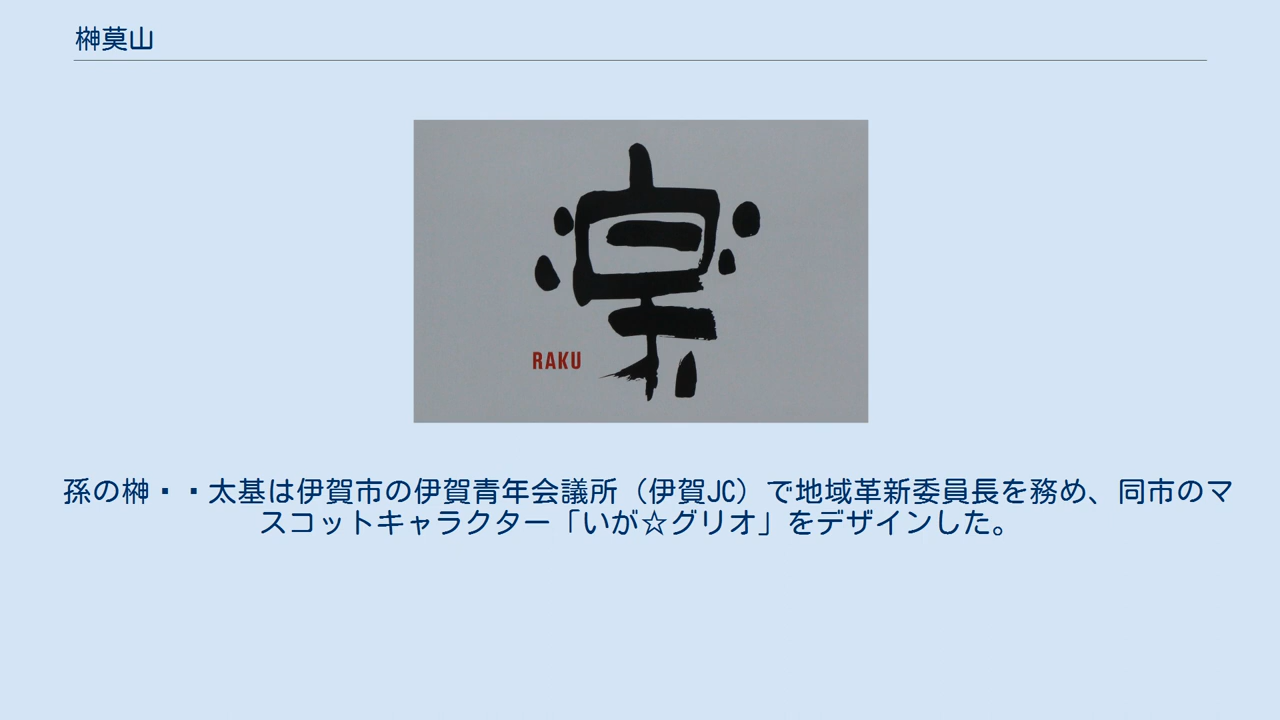 榊莫山
楽
RAKU
孫の榊・・太基は伊賀市の伊賀青年会議所（伊賀JC）で地域革新委員長を務め、同市のマ
スコットキャラクター「いが☆グリオ」をデザインした。